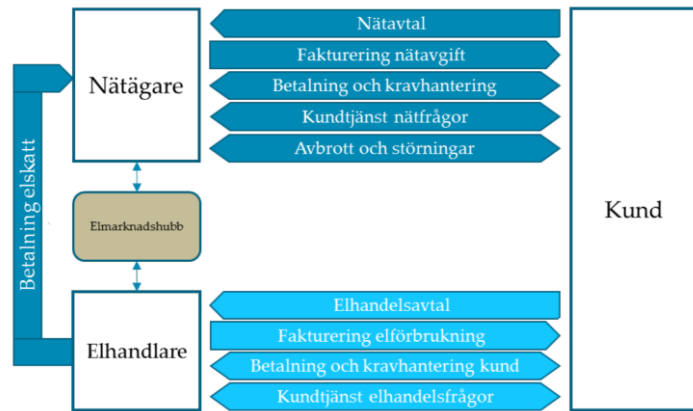 Nätägare
Nätavtal
Fakturering nätavgift
Betalning och kravhantering
Kundtjänst nätfrågor
Avbrott och störningar
Betalning elskatt
Elmarknadshubb
Kund
Elhandlare
Elhandelsavtal
Fakturering elförbrukning
Betalning och kravhantering kund
Kundtjänst elhandelsfrågor